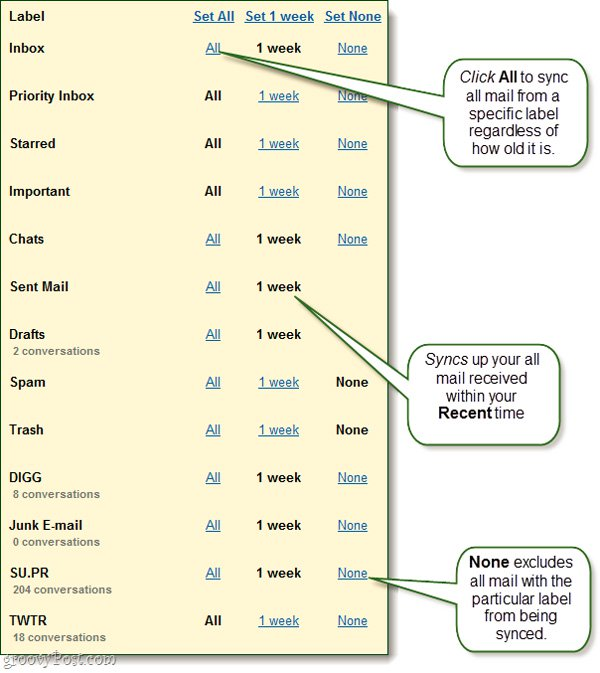 Label Set All Set 1 week Set None
Inbox All 1 week None
Click All to sync
all mail from a
specific label
regardless of
how old it is.
Priority Inbox All 1 week None
Starred All 1 week None
Important All 1 week None
Chats All 1 week None
Sent Mail All 1 week
Drafts All 1 week
2 conversations
Syncs up your all
mail received
within your
Recent time
Spam All 1 week None
Trash All 1 week None
DIGG All 1 week None
8 conversations
Junk E-mail All 1 week None
0 conversations
SU.PR All 1 week None
204 conversations
None excludes
all mail with the
particular label
from being
synced.
TWTR All 1 week None
18 conversations
groovyPost.com